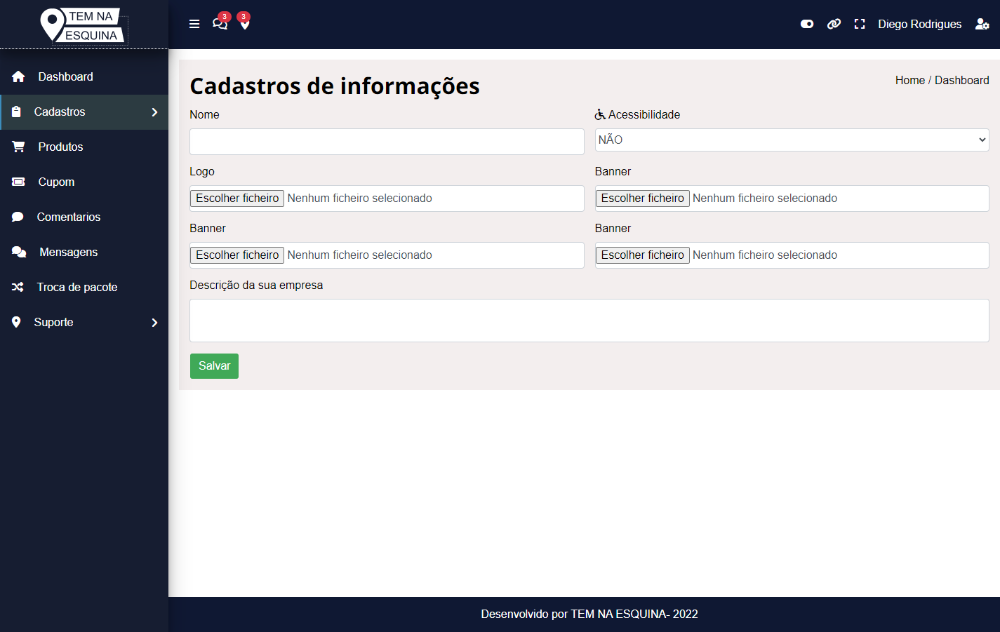 TEM NA
ESQUINA
3
3
Diego Rodrigues
Dashboard
Cadastros
Produtos
Cupom
Comentarios
Mensagens
Troca de pacote
Suporte
Cadastros de informações
Home / Dashboard
Nome
Acessibilidade
NÃO
Logo
Banner
Escolher ficheiro Nenhum ficheiro selecionado
Escolher ficheiro Nenhum ficheiro selecionado
Banner
Banner
Escolher ficheiro Nenhum ficheiro selecionado
Escolher ficheiro Nenhum ficheiro selecionado
Descrição da sua empresa
Salvar
Desenvolvido por TEM NA ESQUINA- 2022